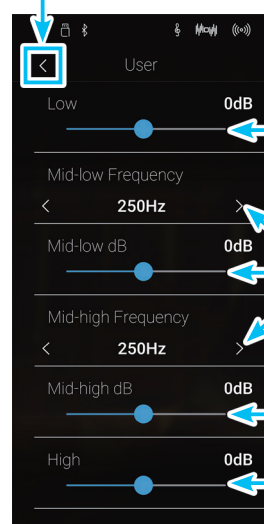 User
Low 0dB
Mid-low Frequency
< 250Hz >
Mid-low dB 0dB
Mid-high Frequency
< 250Hz >
Mid-high dB 0dB
High 0dB